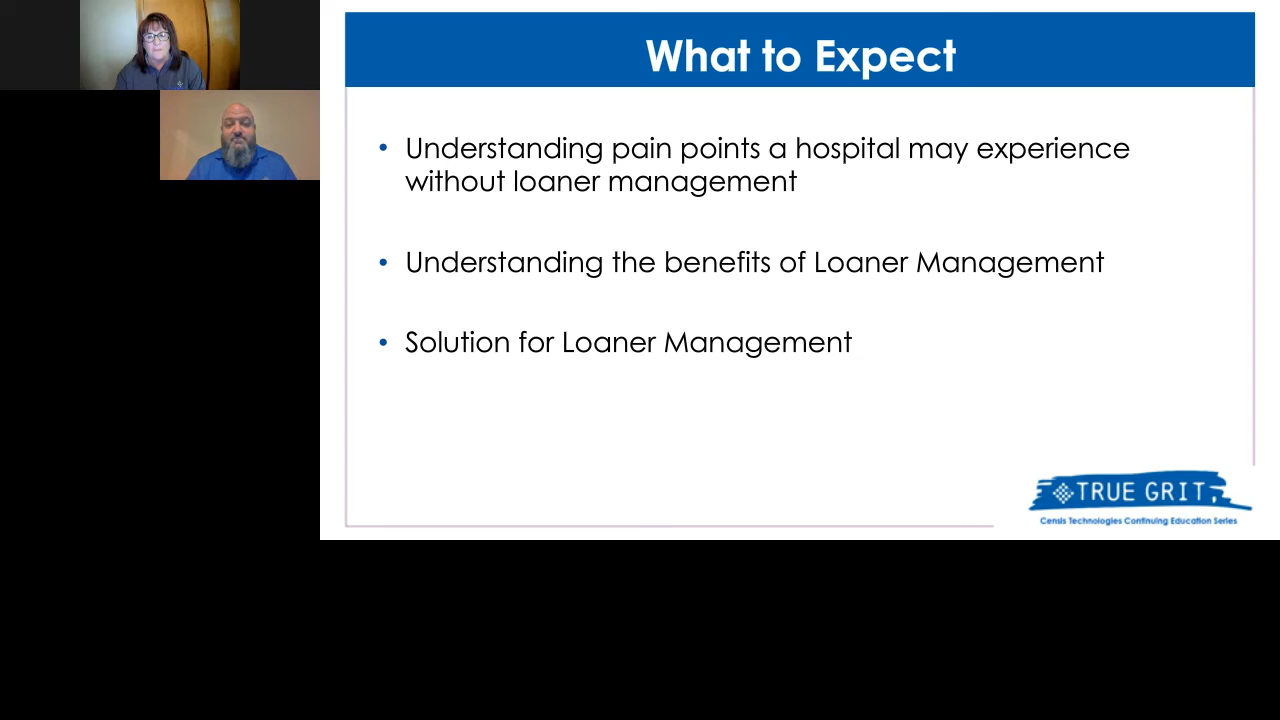 What to Expect
• Understanding pain points a hospital may experience
without loaner management
• Understanding the benefits of Loaner Management
• Solution for Loaner Management
TRUE GRIT
Censis Technologies Continuing Education Series